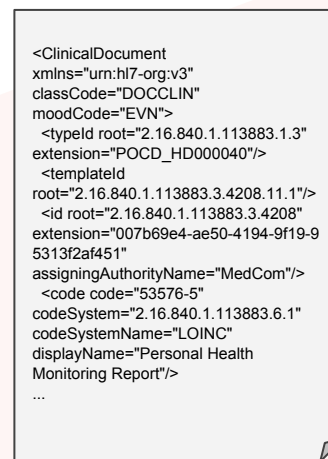 <ClinicalDocument
xmlns="urn:hl7-org:v3"
classCode="DOCCLIN"
moodCode="EVN">
<typeId root="2.16.840.1.113883.1.3"
extension="POCD_HD000040"/>
<templateId
root="2.16.840.1.113883.3.4208.11.1"/>
<id root="2.16.840.1.113883.3.4208"
extension="007b69e4-ae50-4194-9f19-9
5313f2af451"
assigningAuthorityName="MedCom"/>
<code code="53576-5"
codeSystem="2.16.840.1.113883.6.1"
codeSystemName="LOINC"
displayName="Personal Health
Monitoring Report"/>
...